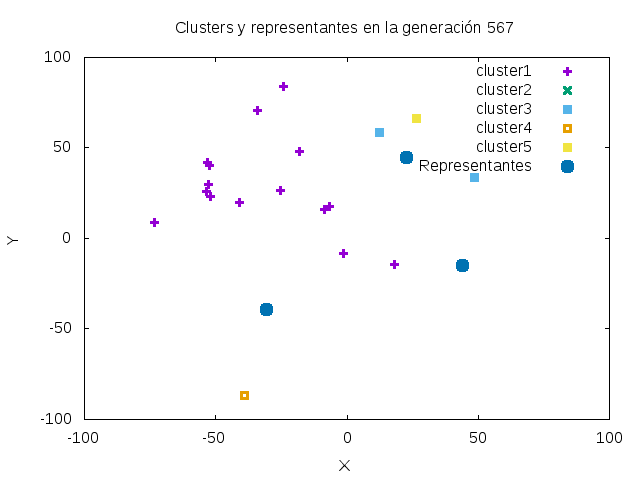 Clusters y representantes en la generación 567
100
50
0
-50
-100
-100
-50
0
50
100
Y
X
cluster1
cluster2
cluster3
cluster4
cluster5
Representantes